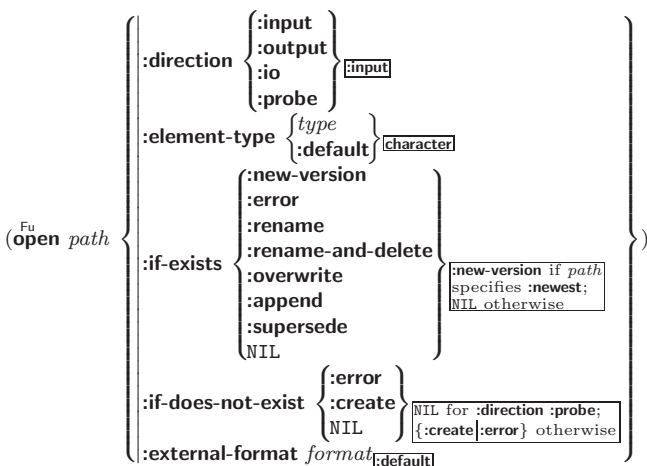 :input
:output
:direction :io :input
:probe
:element-type type character
:default
:new-version
:error
:rename
Fu :rename-and-delete
(open path :if-exists :overwrite )
:append :new-version if path
:supersede specifies :newest;
NIL NIL otherwise
:error
:if-does-not-exist :create
NIL NIL for :direction :probe;
{:create|:error} otherwise
:external-format format :default